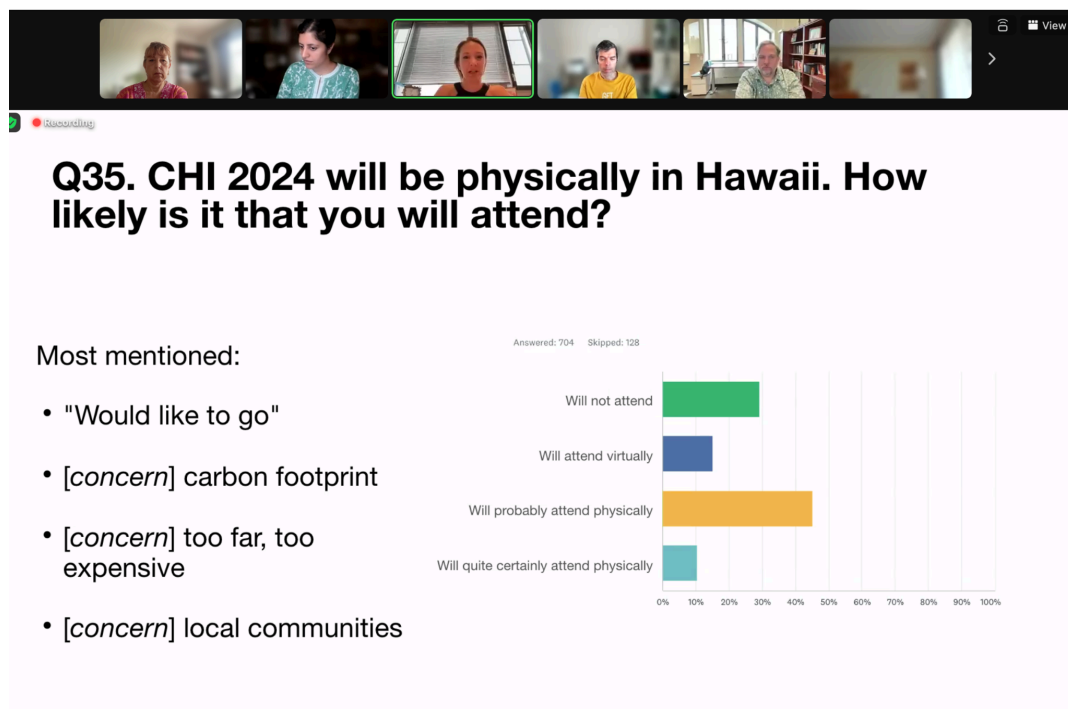 View
Recording
Q35. CHI 2024 will be physically in Hawaii. How
likely is it that you will attend?
Most mentioned:
• "Would like to go"
• [concern] carbon footprint
• [concern] too far, too
expensive
• [concern] local communities
Answered: 704 Skipped: 128
Will not attend
Will attend virtually
Will probably attend physically
Will quite certainly attend physically
0% 10% 20% 30% 40% 50% 60% 70% 80% 90% 100%